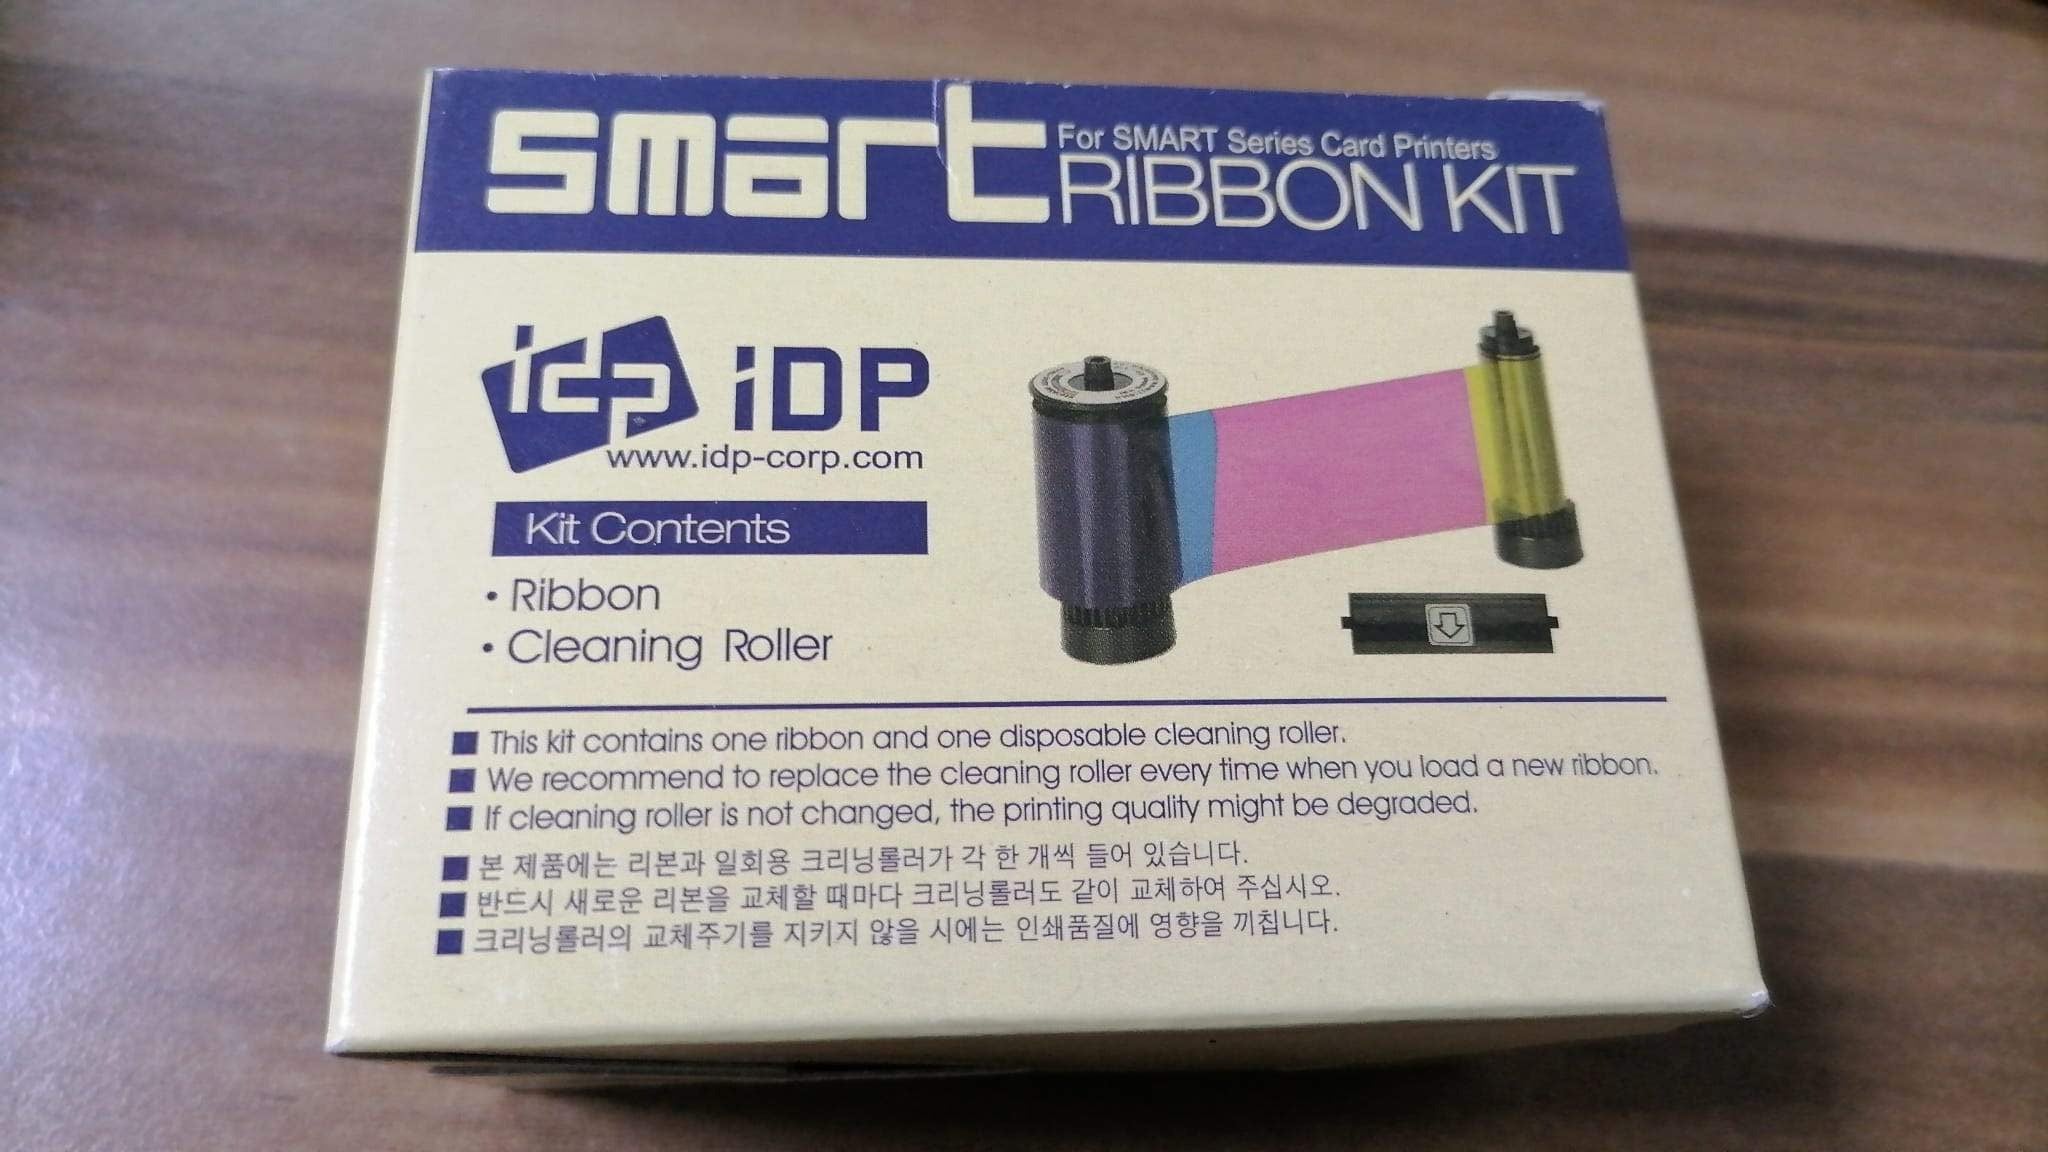 smart For SMART Series Card Printers
RIBBON KIT
idp iDP
www.idp-corp.com
Kit Contents
• Ribbon
• Cleaning Roller
■ This kit contains one ribbon and one disposable cleaning roller.
■ We recommend to replace the cleaning roller every time when you load a new ribbon.
■ If cleaning roller is not changed, the printing quality might be degraded.
■ 본 제품에는 리본과 일회용 크리닝롤러가 각 한 개씩 들어 있습니다.
■ 반드시 새로운 리본을 교체할 때마다 크리닝롤러도 같이 교체하여 주십시오.
■ 크리닝롤러의 교체주기를 지키지 않을 시에는 인쇄품질에 영향을 끼칩니다.